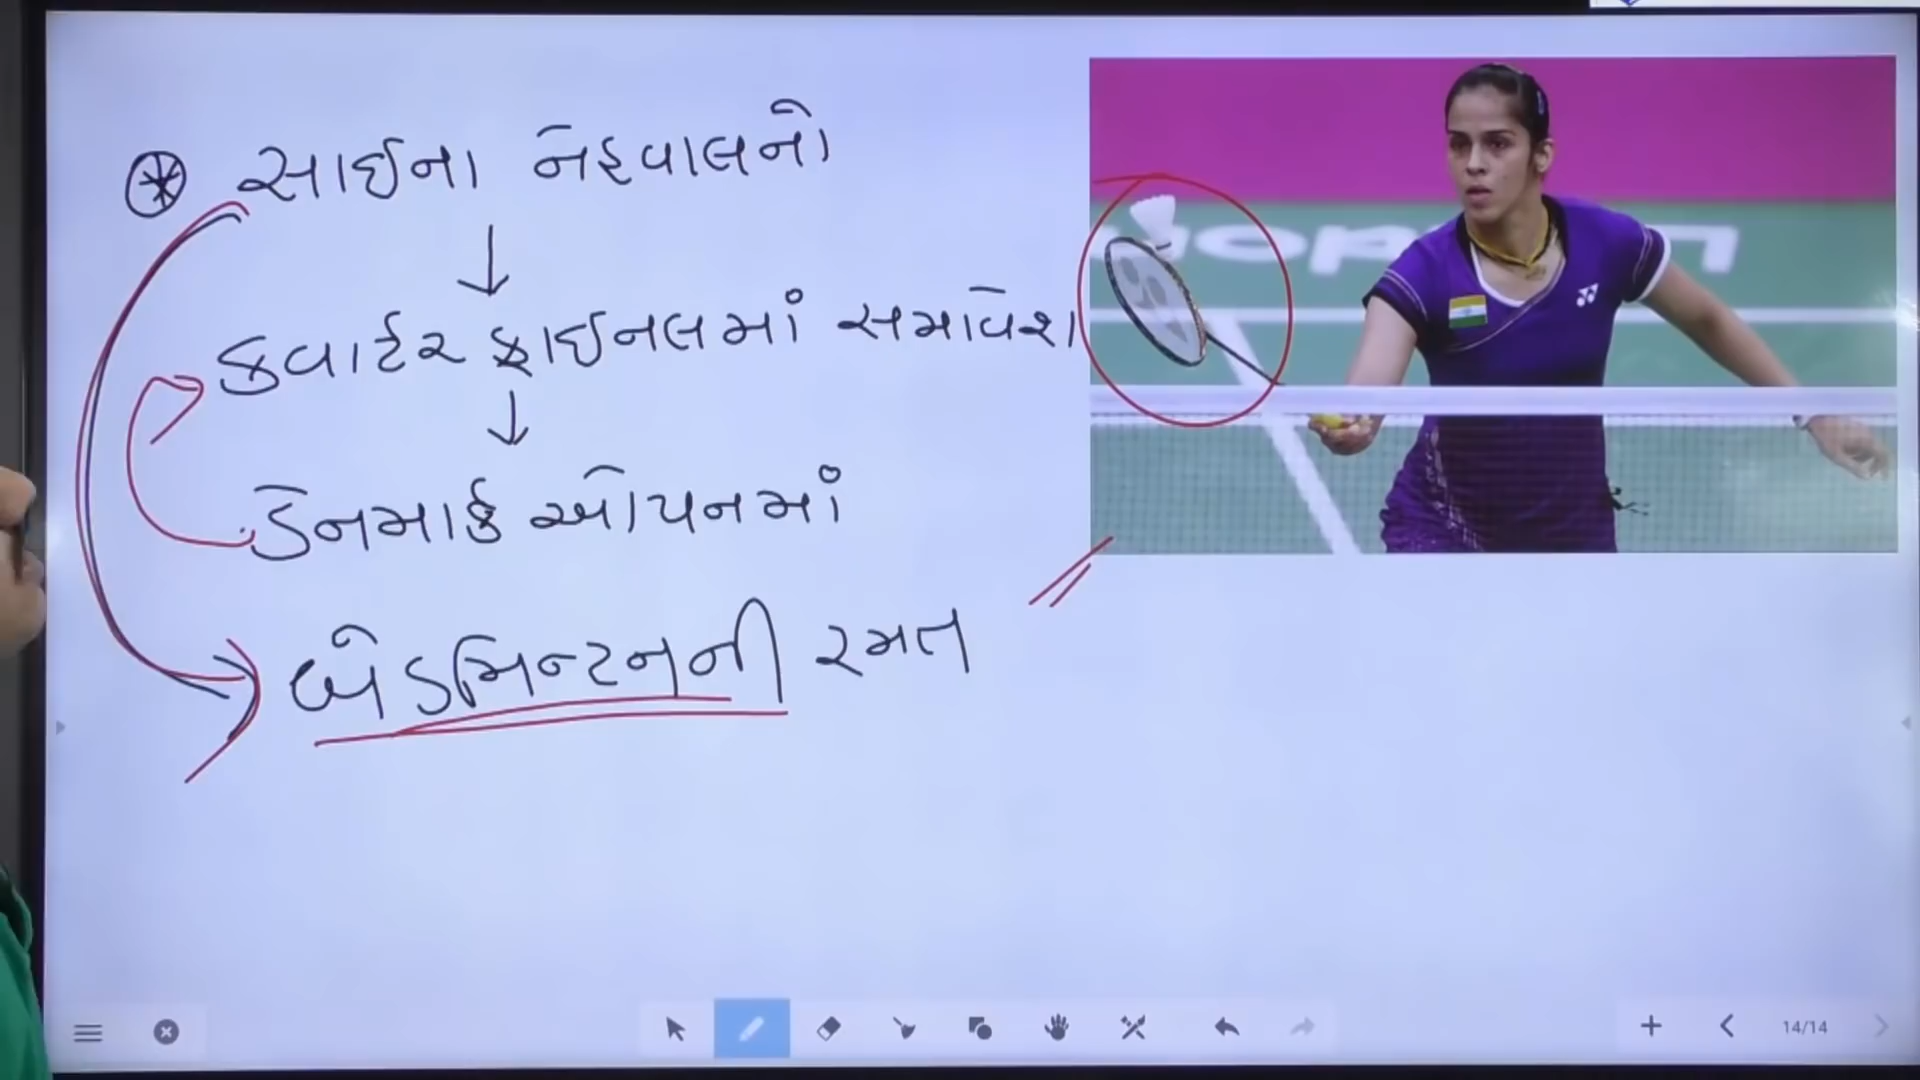 સાઈના નેહવાલનો
કવાર્ટર ફાઈનલમાં સમાવેશ
ડેનમાર્ક ઓપનમાં
બેડમિન્ટનની રમત
14/14